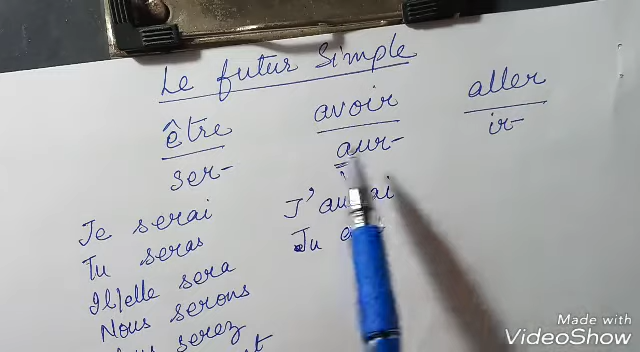 Le futur simple
être avoir aller
ser- aur- ir-
Je serai
Tu seras
Il/elle sera
Nous serons
serez
J'aurai
Tu
Made with
VideoShow